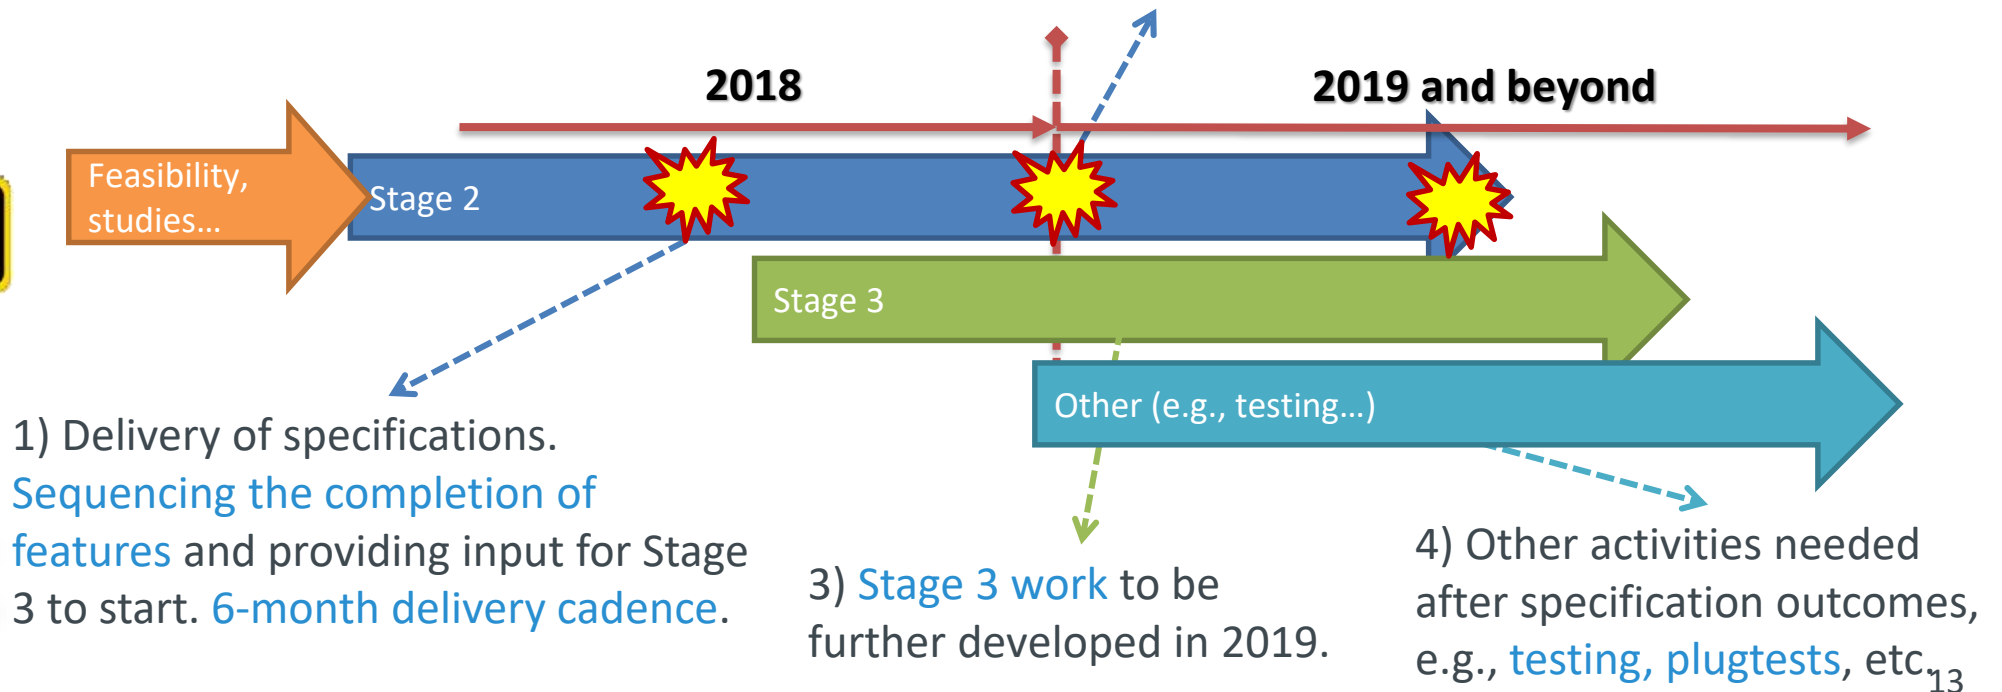 2018
2019 and beyond
Feasibility,
studies...
Stage 2
Stage 3
Other (e.g., testing...)
1) Delivery of specifications.
Sequencing the completion of
features and providing input for Stage
3 to start. 6-month delivery cadence.
3) Stage 3 work to be
further developed in 2019.
4) Other activities needed
after specification outcomes,
e.g., testing, plugtests, etc.
13